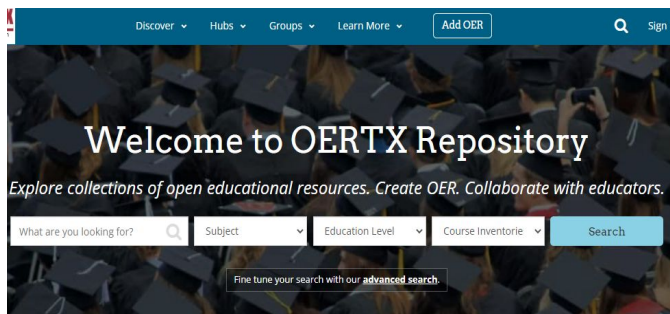 Discover Hubs Groups Learn More Add OER Sign
Welcome to OERTX Repository
Explore collections of open educational resources. Create OER. Collaborate with educators.
What are you looking for? Subject Education Level Course Inventorie Search
Fine tune your search with our advanced search.